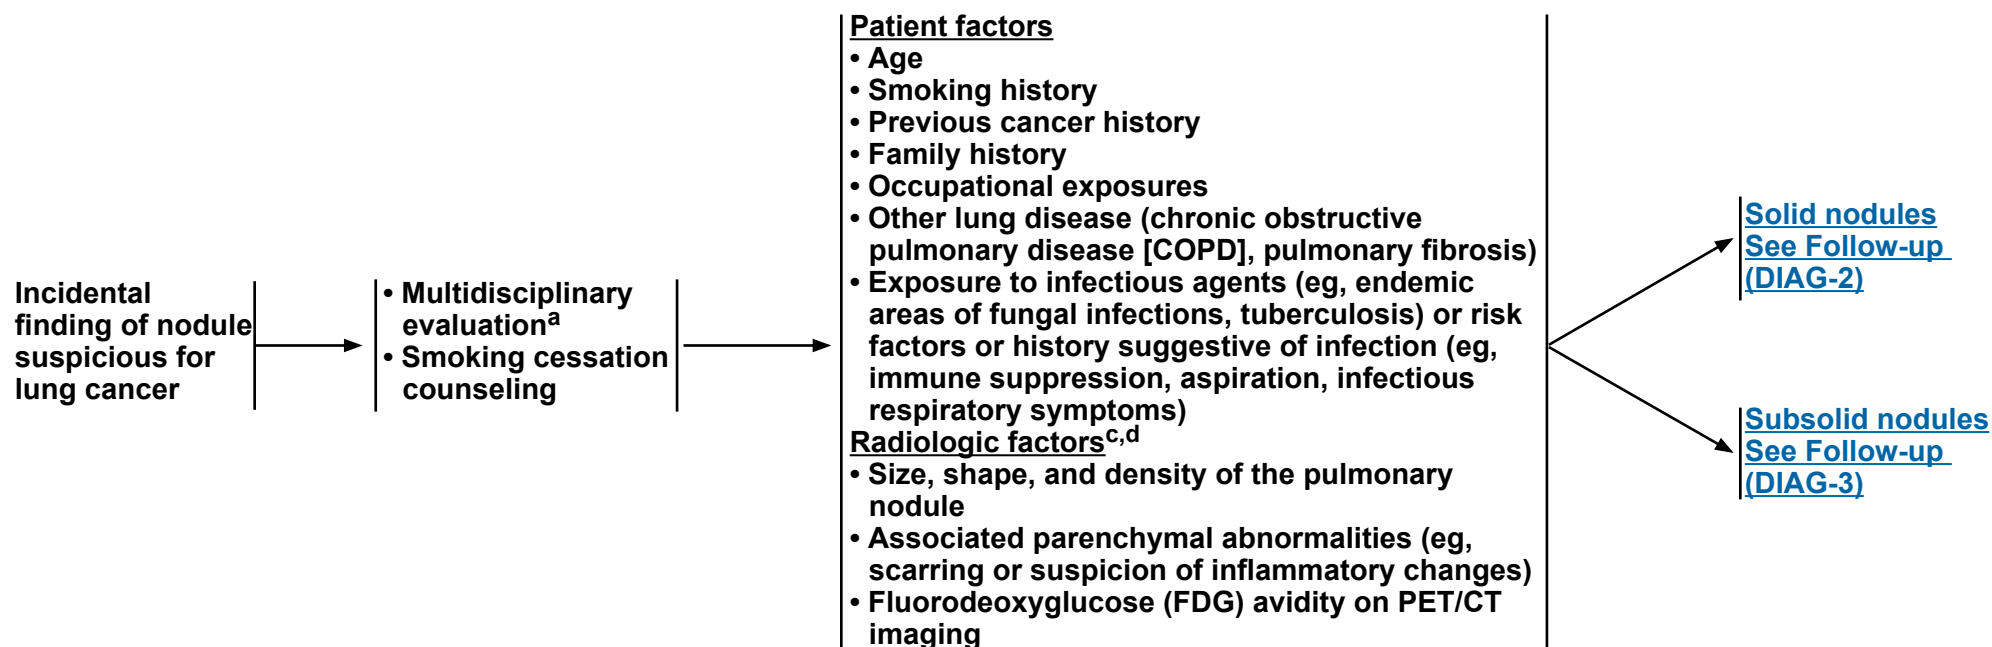 Incidental
finding of nodule
suspicious for
lung cancer
• Multidisciplinary
evaluationa
• Smoking cessation
counseling
Patient factors
• Age
• Smoking history
• Previous cancer history
• Family history
• Occupational exposures
• Other lung disease (chronic obstructive
pulmonary disease [COPD], pulmonary fibrosis)
• Exposure to infectious agents (eg, endemic
areas of fungal infections, tuberculosis) or risk
factors or history suggestive of infection (eg,
immune suppression, aspiration, infectious
respiratory symptoms)
Radiologic factorsc,d
• Size, shape, and density of the pulmonary
nodule
• Associated parenchymal abnormalities (eg,
scarring or suspicion of inflammatory changes)
• Fluorodeoxyglucose (FDG) avidity on PET/CT
imaging
Solid nodules
See Follow-up
(DIAG-2)
Subsolid nodules
See Follow-up
(DIAG-3)